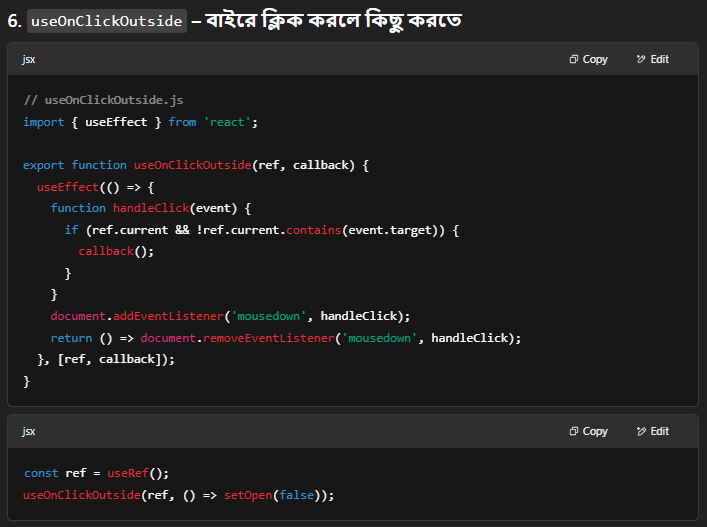 6. useOnClickOutside – বাইরে ক্লিক করলে কিছু করতে
jsx Copy Edit
// useOnClickOutside.js
import { useEffect } from 'react';

export function useOnClickOutside(ref, callback) {
  useEffect(() => {
    function handleClick(event) {
      if (ref.current && !ref.current.contains(event.target)) {
        callback();
      }
    }
    document.addEventListener('mousedown', handleClick);
    return () => document.removeEventListener('mousedown', handleClick);
  }, [ref, callback]);
}
jsx Copy Edit
const ref = useRef();
useOnClickOutside(ref, () => setOpen(false));